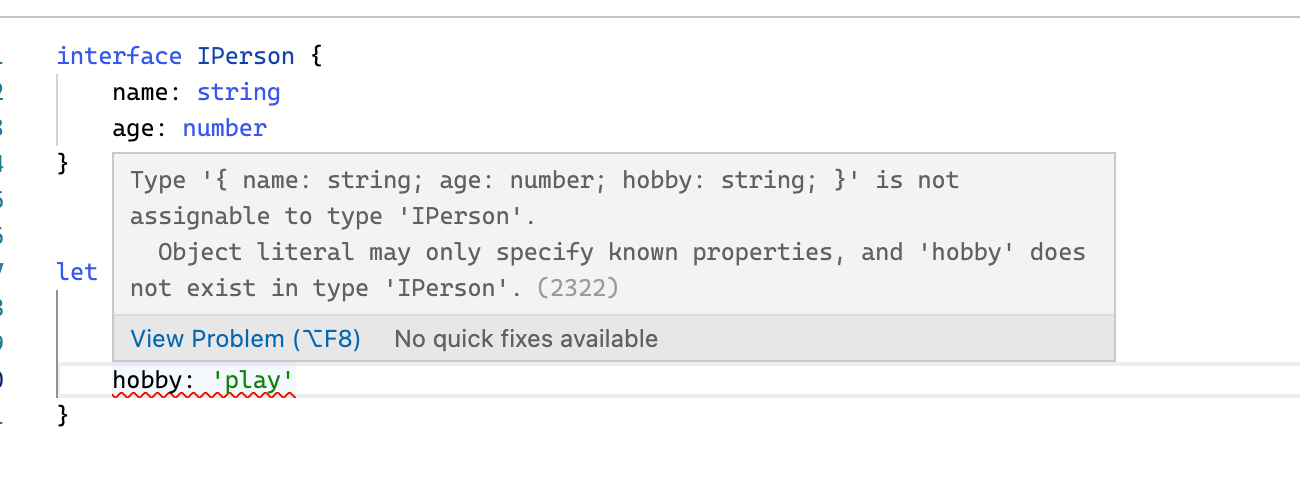 interface IPerson {
name: string
age: number
}
Type '{ name: string; age: number; hobby: string; }' is not
assignable to type 'IPerson'.
Object literal may only specify known properties, and 'hobby' does
not exist in type 'IPerson'. (2322)
let
View Problem (⌥F8) No quick fixes available
hobby: 'play'
}